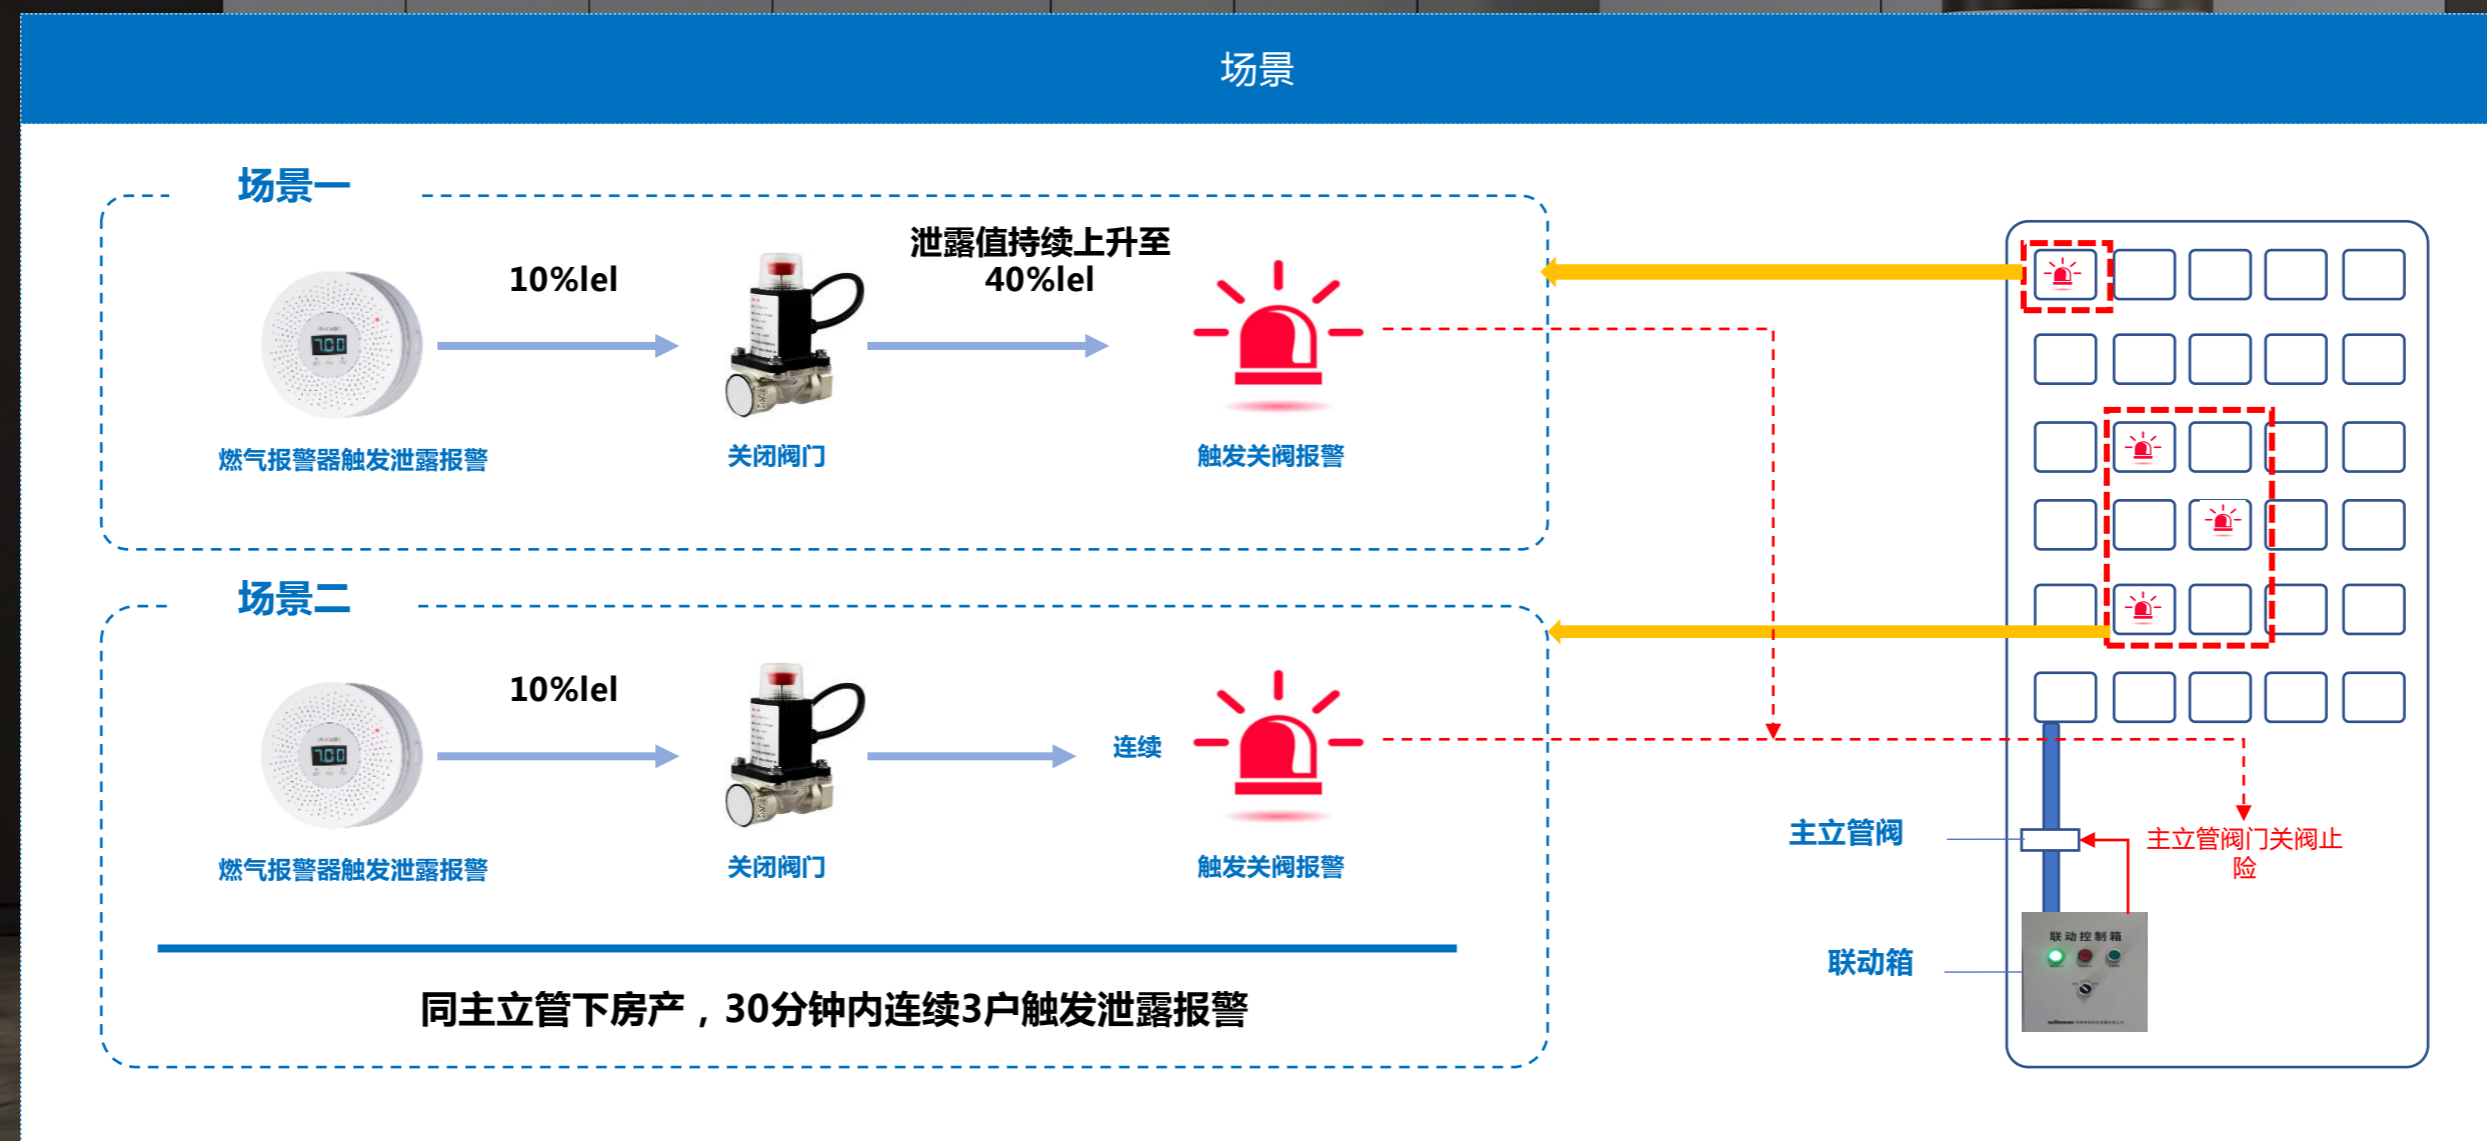 场景
场景一
10%lel
泄露值持续上升至
40%lel
燃气报警器触发泄露报警
关闭阀门
触发关阀报警
场景二
10%lel
连续
燃气报警器触发泄露报警
关闭阀门
触发关阀报警
同主立管下房产，30分钟内连续3户触发泄露报警
主立管阀
主立管阀门关阀止
险
联动箱
联动控制箱